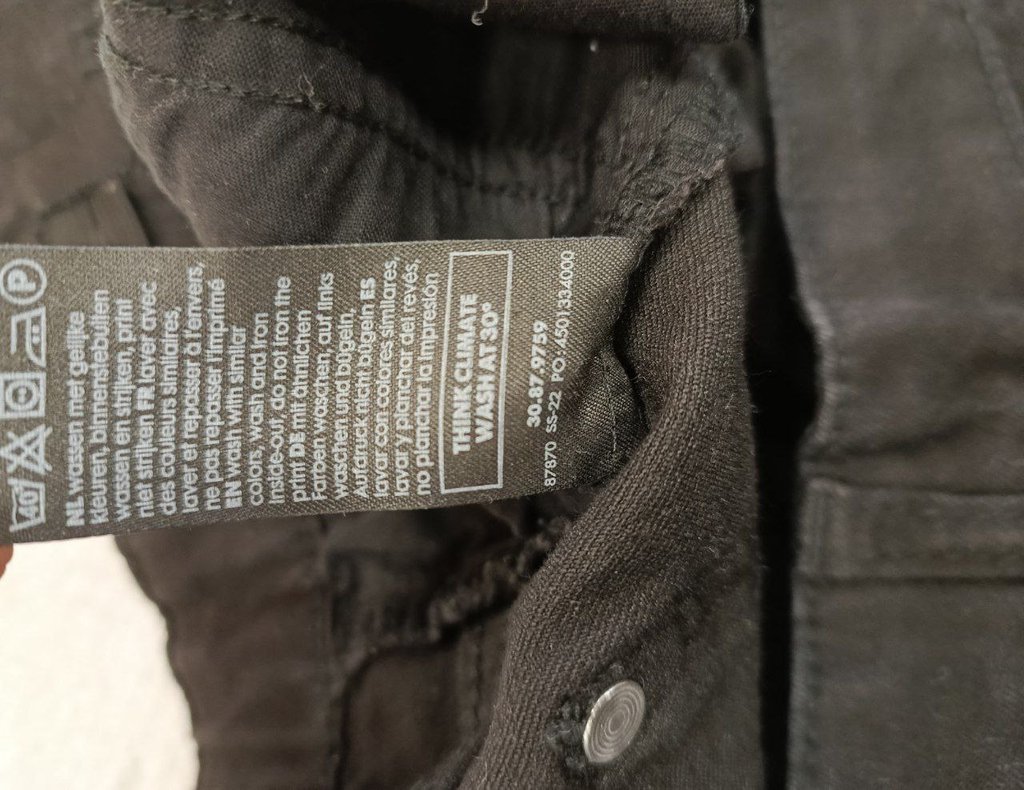 40 P
NL wassen met gelijke
kleuren, binnenstebuiten
wassen en strijken, print
niet strijken FR laver avec
des couleurs similaires,
laver et repasser à l'envers,
ne pas repasser l'imprimé
EN wash with similar
colors, wash and iron
inside-out, do not iron the
print DE mit ähnlichen
Farben waschen, auf links
waschen und bügeln,
Aufdruck nicht bügeln ES
lavar con colores similares,
lavar y planchar del revés,
no planchar la impresión
THINK CLIMATE
WASH AT 30°
30.87.9759
87870 SS-22 PO: 4501334000